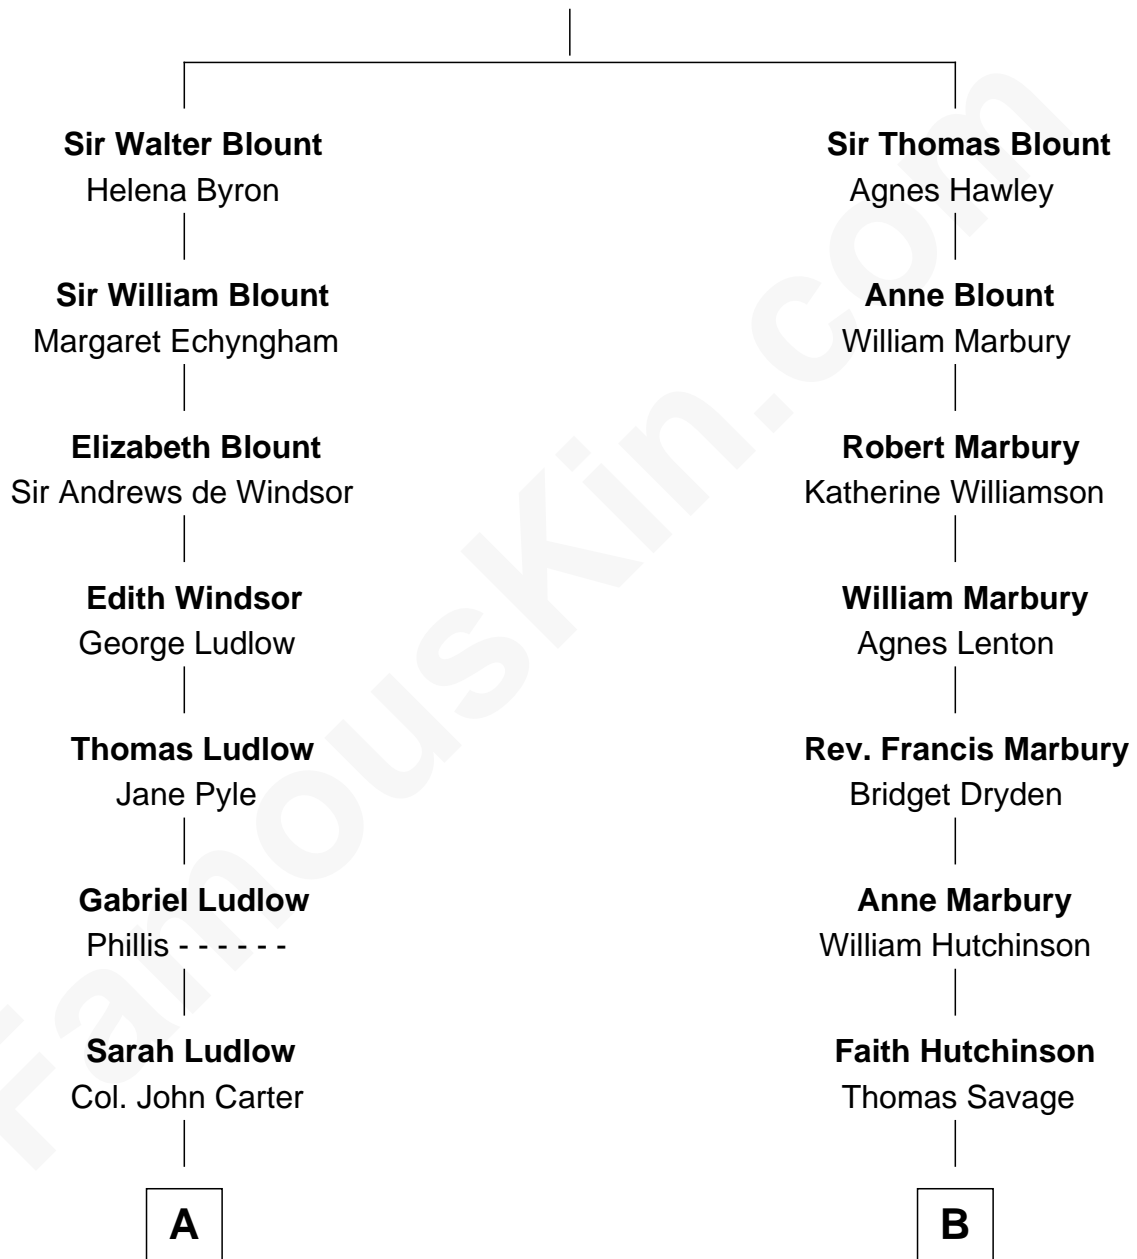 Sir Walter Blount
Helena Byron
Sir William Blount
Margaret Echyngham
Elizabeth Blount
Sir Andrews de Windsor
Edith Windsor
George Ludlow
Thomas Ludlow
Jane Pyle
Gabriel Ludlow
Phillis - - - - - -
Sarah Ludlow
Col. John Carter
A
Sir Thomas Blount
Agnes Hawley
Anne Blount
William Marbury
Robert Marbury
Katherine Williamson
William Marbury
Agnes Lenton
Rev. Francis Marbury
Bridget Dryden
Anne Marbury
William Hutchinson
Faith Hutchinson
Thomas Savage
B
FamousKin.com